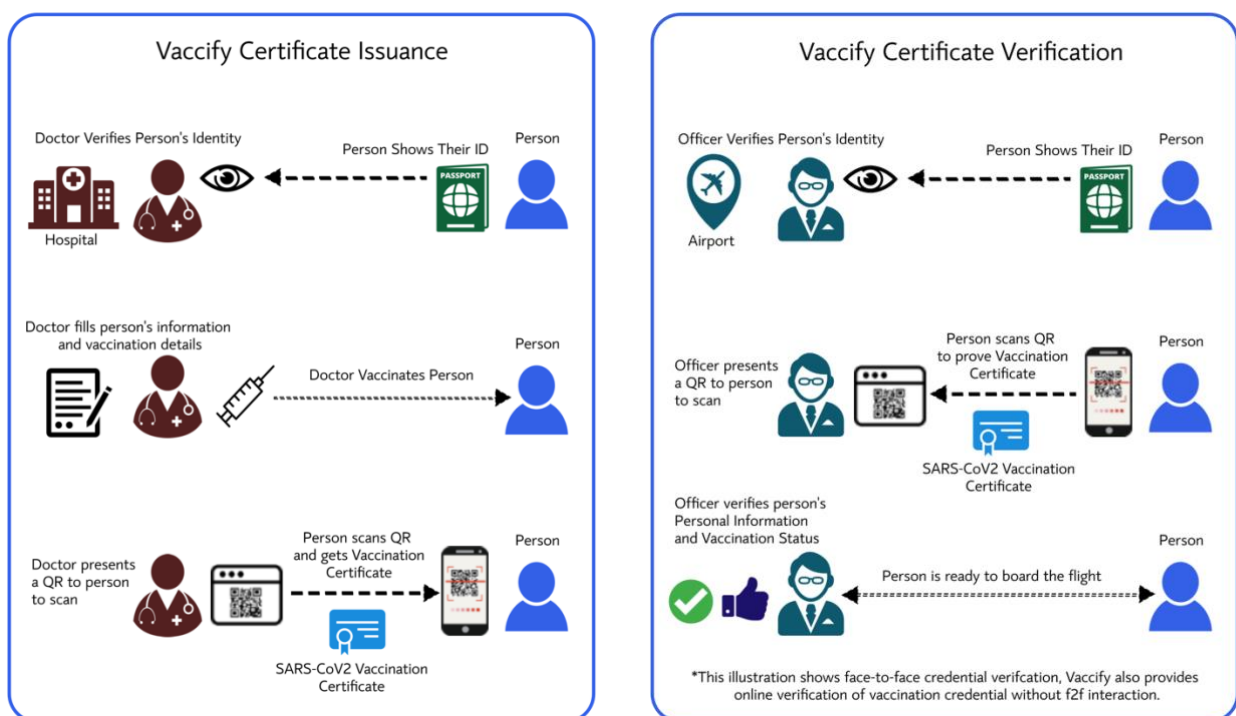 Vaccify Certificate Issuance
Doctor Verifies Person's Identity
Person Shows Their ID
Person
PASSPORT
Hospital
Doctor fills person's information
and vaccination details
Doctor Vaccinates Person
Person
Doctor presents
a QR to person
to scan
Person scans QR
and gets Vaccination
Certificate
Person
SARS-CoV2 Vaccination
Certificate
Vaccify Certificate Verification
Officer Verifies Person's Identity
Person Shows Their ID
Person
PASSPORT
Airport
Officer presents
a QR to person
to scan
Person scans QR
to prove Vaccination
Certificate
Person
SARS-CoV2 Vaccination
Certificate
Officer verifies person's
Personal Information
and Vaccination Status
Person is ready to board the flight
Person
*This illustration shows face-to-face credential verifcation, Vaccify also provides
online verification of vaccination credential without f2f interaction.